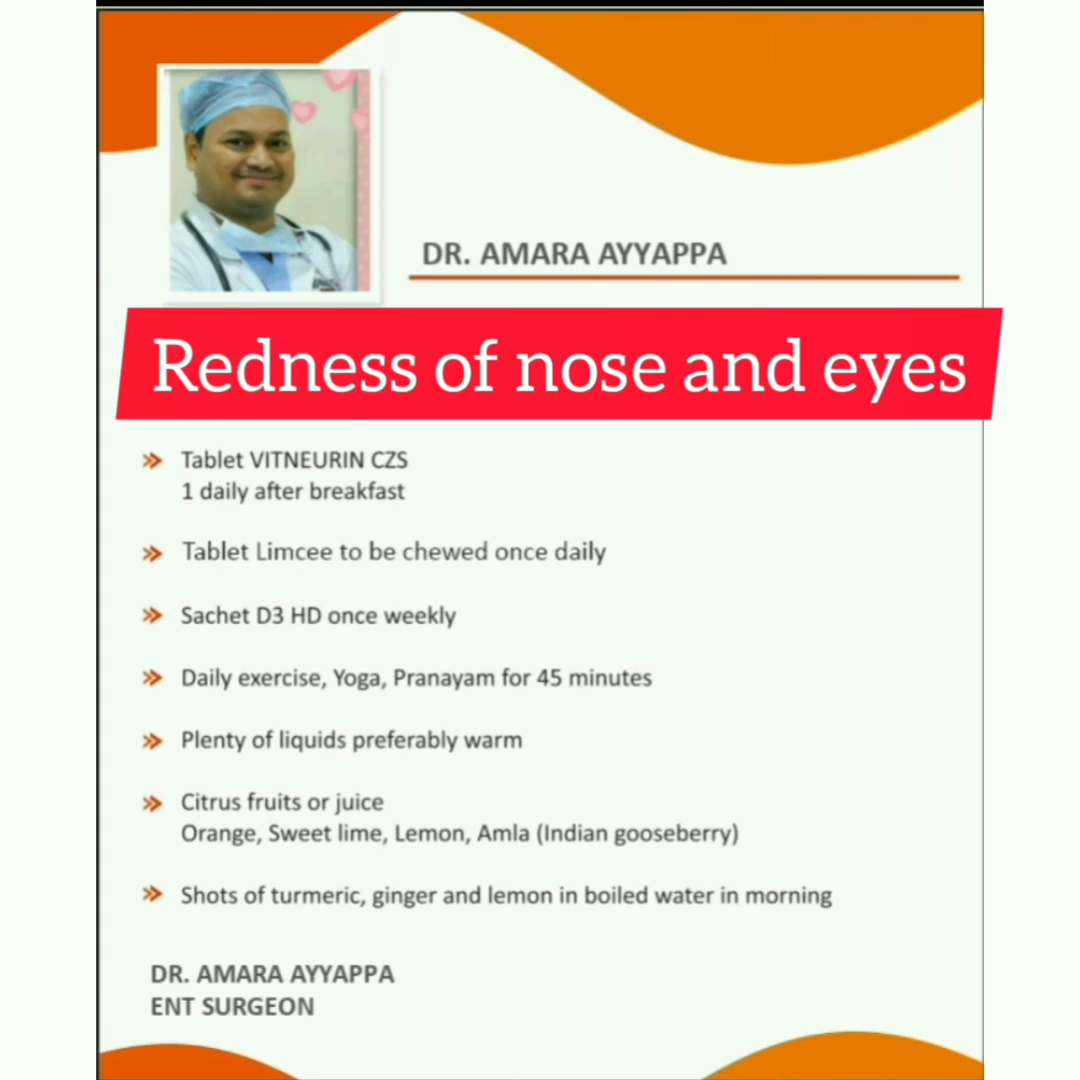 DR. AMARA AYYAPPA
Redness of nose and eyes
Tablet VITNEURIN CZS
1 daily after breakfast
Tablet Limcee to be chewed once daily
Sachet D3 HD once weekly
Daily exercise, Yoga, Pranayam for 45 minutes
Plenty of liquids preferably warm
Citrus fruits or juice
Orange, Sweet lime, Lemon, Amla (Indian gooseberry)
Shots of turmeric, ginger and lemon in boiled water in morning
DR. AMARA AYYAPPA
ENT SURGEON